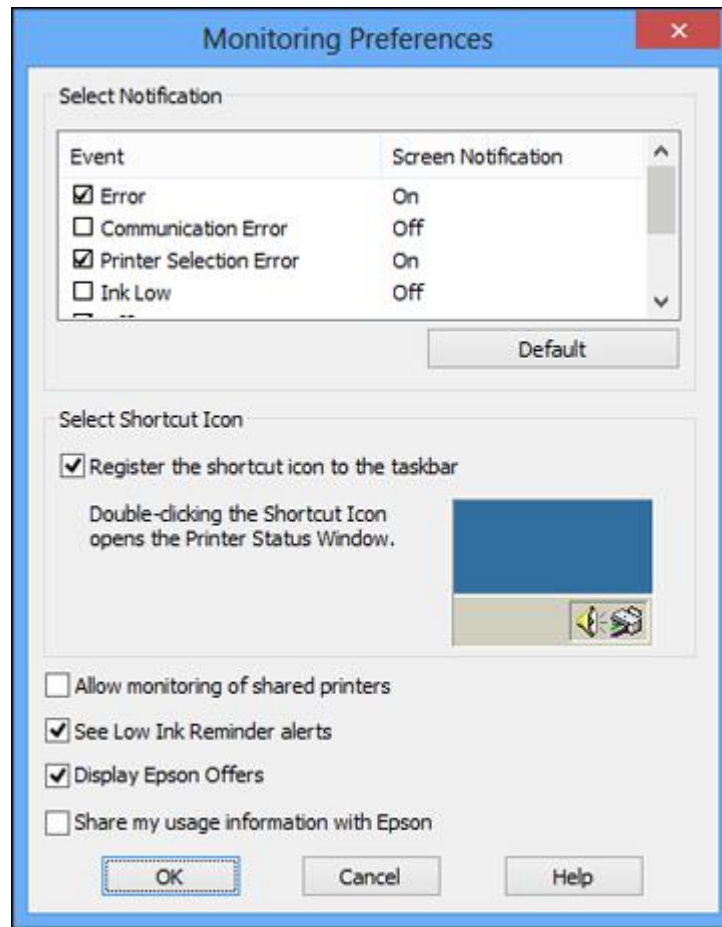 Monitoring Preferences
Select Notification
Event Screen Notification
Error On
Communication Error Off
Printer Selection Error On
Ink Low Off
Default
Select Shortcut Icon
Register the shortcut icon to the taskbar
Double-clicking the Shortcut Icon
opens the Printer Status Window.
Allow monitoring of shared printers
See Low Ink Reminder alerts
Display Epson Offers
Share my usage information with Epson
OK Cancel Help